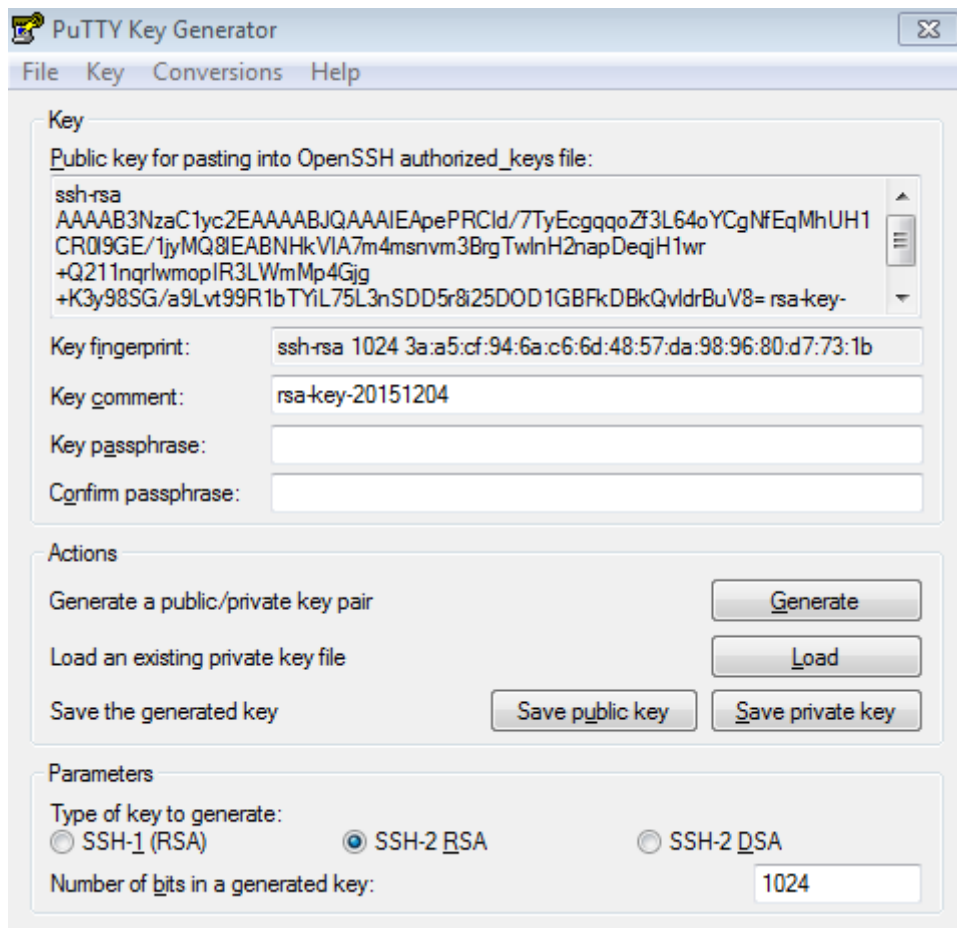 PuTTY Key Generator
File Key Conversions Help
Key
Public key for pasting into OpenSSH authorized_keys file:
ssh-rsa
AAAAB3NzaC1yc2EAAAABJQAAAIEApePRCld/7TyEcgqqoZf3L64oYCgNfEqMhUH1
CR0l9GE/1jyMQ8lEABNHkVIA7m4msnvm3BrgTwlnH2napDeqjH1wr
+Q211nqrlwmoplR3LWmMp4Gjg
+K3y98SG/a9Lvt99R1bTYiL75L3nSDD5r8i25DOD1GBFkDBkQvldrBuV8= rsa-key-
Key fingerprint: ssh-rsa 1024 3a:a5:cf:94:6a:c6:6d:48:57:da:98:96:80:d7:73:1b
Key comment: rsa-key-20151204
Key passphrase:
Confirm passphrase:
Actions
Generate a public/private key pair Generate
Load an existing private key file Load
Save the generated key Save public key Save private key
Parameters
Type of key to generate:
SSH-1 (RSA) SSH-2 RSA SSH-2 DSA
Number of bits in a generated key: 1024